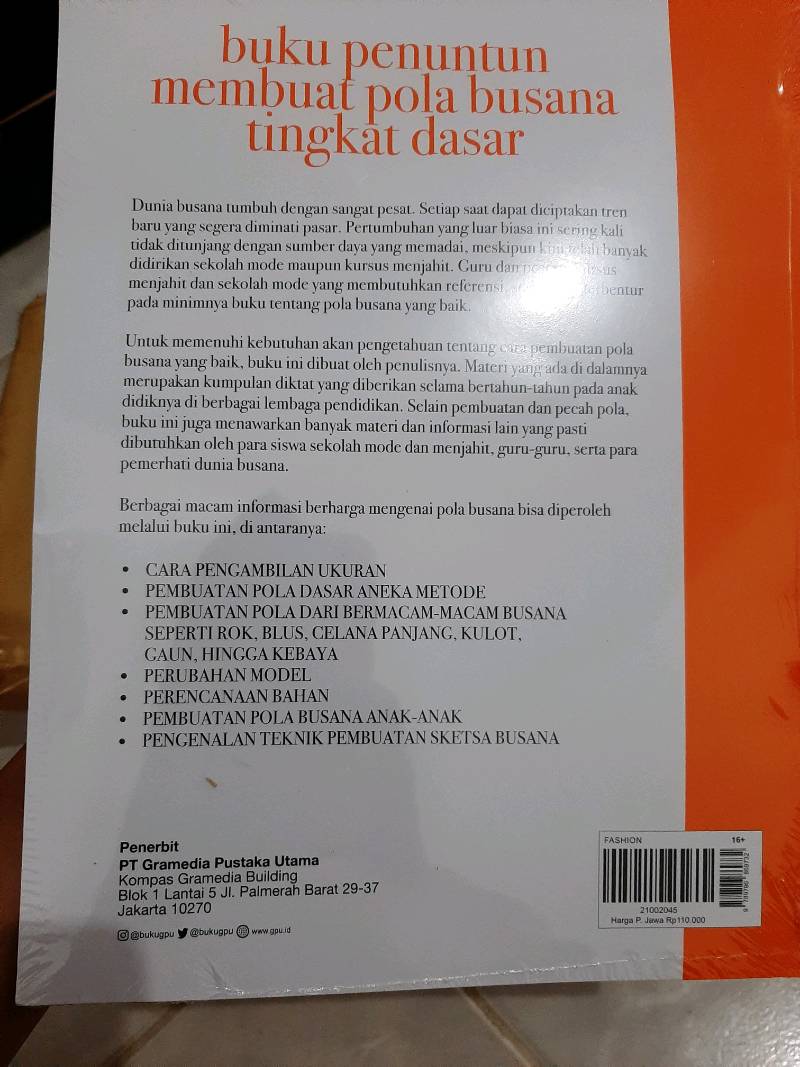 buku penuntun
membuat pola busana
tingkat dasar
Dunia busana tumbuh dengan sangat pesat. Setiap saat dapat diciptakan tren
baru yang segera diminati pasar. Pertumbuhan yang luar biasa ini sering kali
tidak ditunjang dengan sumber daya yang memadai, meskipun kini telah banyak
didirikan sekolah mode maupun kursus menjahit. Guru dan kursus
menjahit dan sekolah mode yang membutuhkan referensi, terbentur
pada minimnya buku tentang pola busana yang baik.
Untuk memenuhi kebutuhan akan pengetahuan tentang cara pembuatan pola
busana yang baik, buku ini dibuat oleh penulisnya. Materi yang ada di dalamnya
merupakan kumpulan diktat yang diberikan selama bertahun-tahun pada anak
didiknya di berbagai lembaga pendidikan. Selain pembuatan dan pecah pola,
buku ini juga menawarkan banyak materi dan informasi lain yang pasti
dibutuhkan oleh para siswa sekolah mode dan menjahit, guru-guru, serta para
pemerhati dunia busana.
Berbagai macam informasi berharga mengenai pola busana bisa diperoleh
melalui buku ini, di antaranya:
• CARA PENGAMBILAN UKURAN
• PEMBUATAN POLA DASAR ANEKA METODE
• PEMBUATAN POLA DARI BERMACAM-MACAM BUSANA
SEPERTI ROK, BLUS, CELANA PANJANG, KULOT,
GAUN, HINGGA KEBAYA
• PERUBAHAN MODEL
• PERENCANAAN BAHAN
• PEMBUATAN POLA BUSANA ANAK-ANAK
• PENGENALAN TEKNIK PEMBUATAN SKETSA BUSANA
Penerbit
PT Gramedia Pustaka Utama
Kompas Gramedia Building
Blok 1 Lantai 5 Jl. Palmerah Barat 29-37
Jakarta 10270
@bukugpu @bukugpu www.gpu.id
FASHION 16+
21002045
Harga P. Jawa Rp110.000